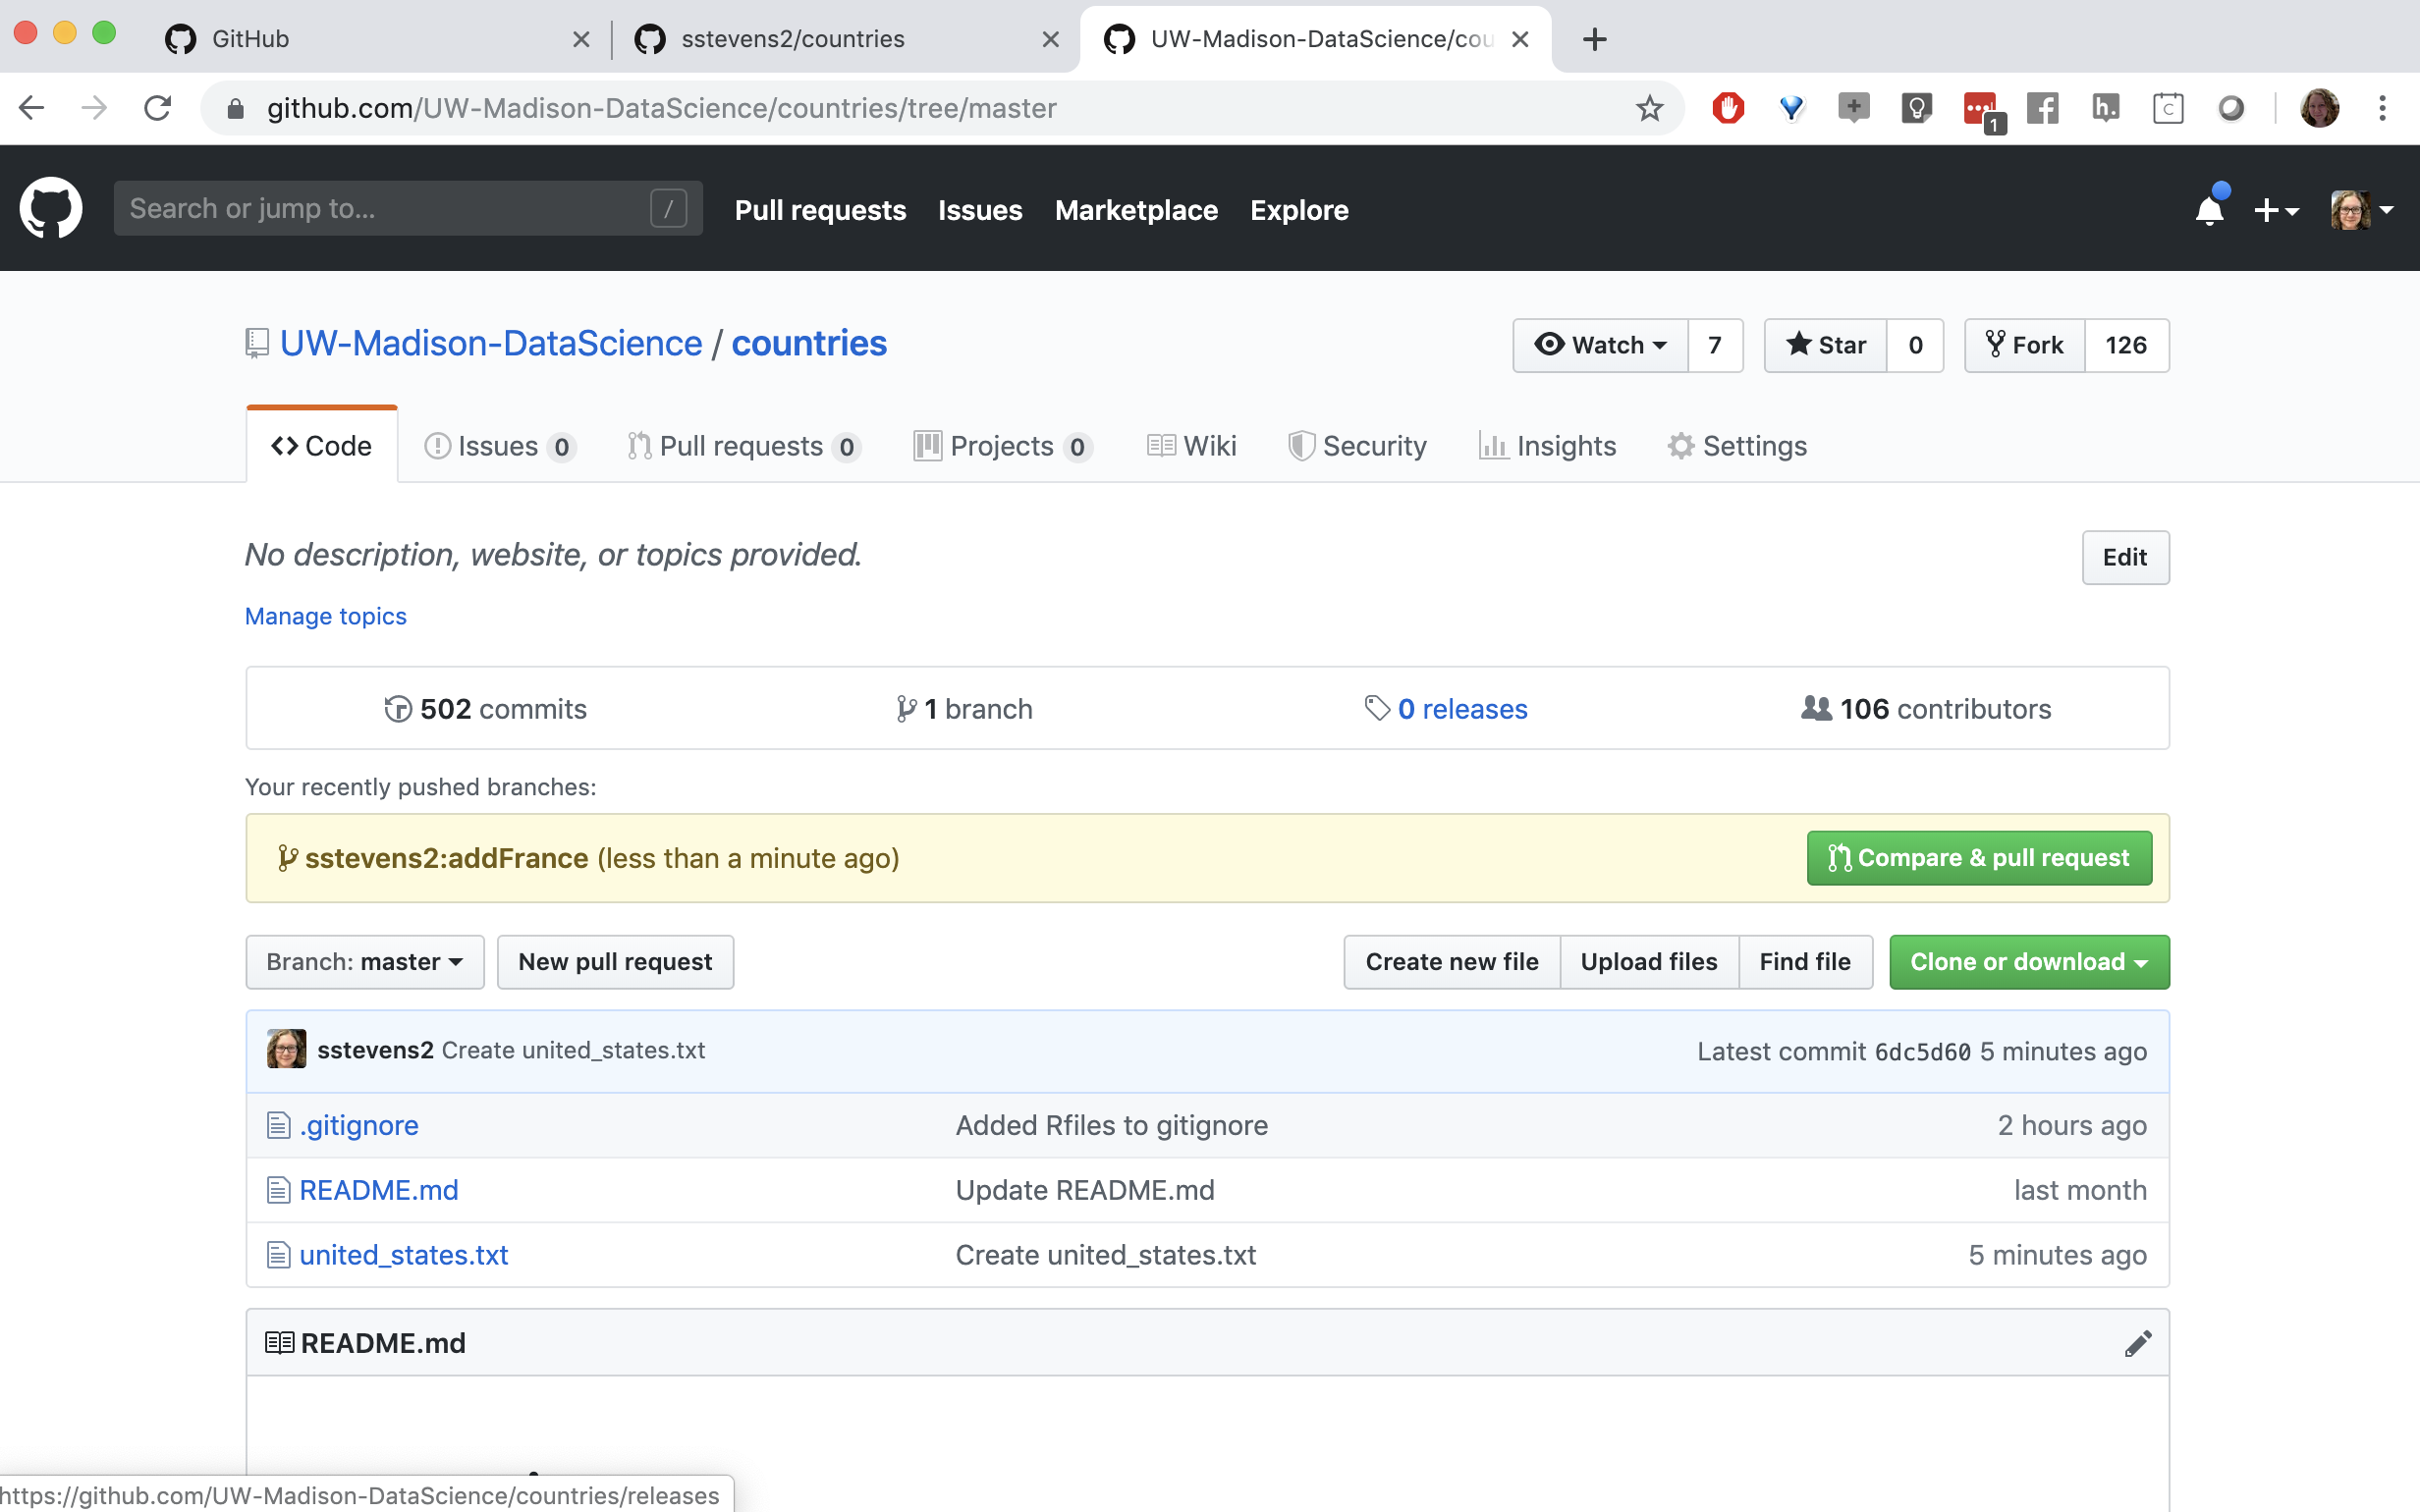 GitHub
sstevens2/countries
UW-Madison-DataScience/cou
github.com/UW-Madison-DataScience/countries/tree/master
1
h.
C
Search or jump to...
/
Pull requests Issues Marketplace Explore
UW-Madison-DataScience / countries
Watch 7 Star 0 Fork 126
Code Issues 0 Pull requests 0 Projects 0 Wiki Security Insights Settings
No description, website, or topics provided.
Edit
Manage topics
502 commits 1 branch 0 releases 106 contributors
Your recently pushed branches:
sstevens2:addFrance (less than a minute ago)
Compare & pull request
Branch: master New pull request Create new file Upload files Find file Clone or download
sstevens2 Create united_states.txt Latest commit 6dc5d60 5 minutes ago
.gitignore Added Rfiles to gitignore 2 hours ago
README.md Update README.md last month
united_states.txt Create united_states.txt 5 minutes ago
README.md
https://github.com/UW-Madison-DataScience/countries/releases